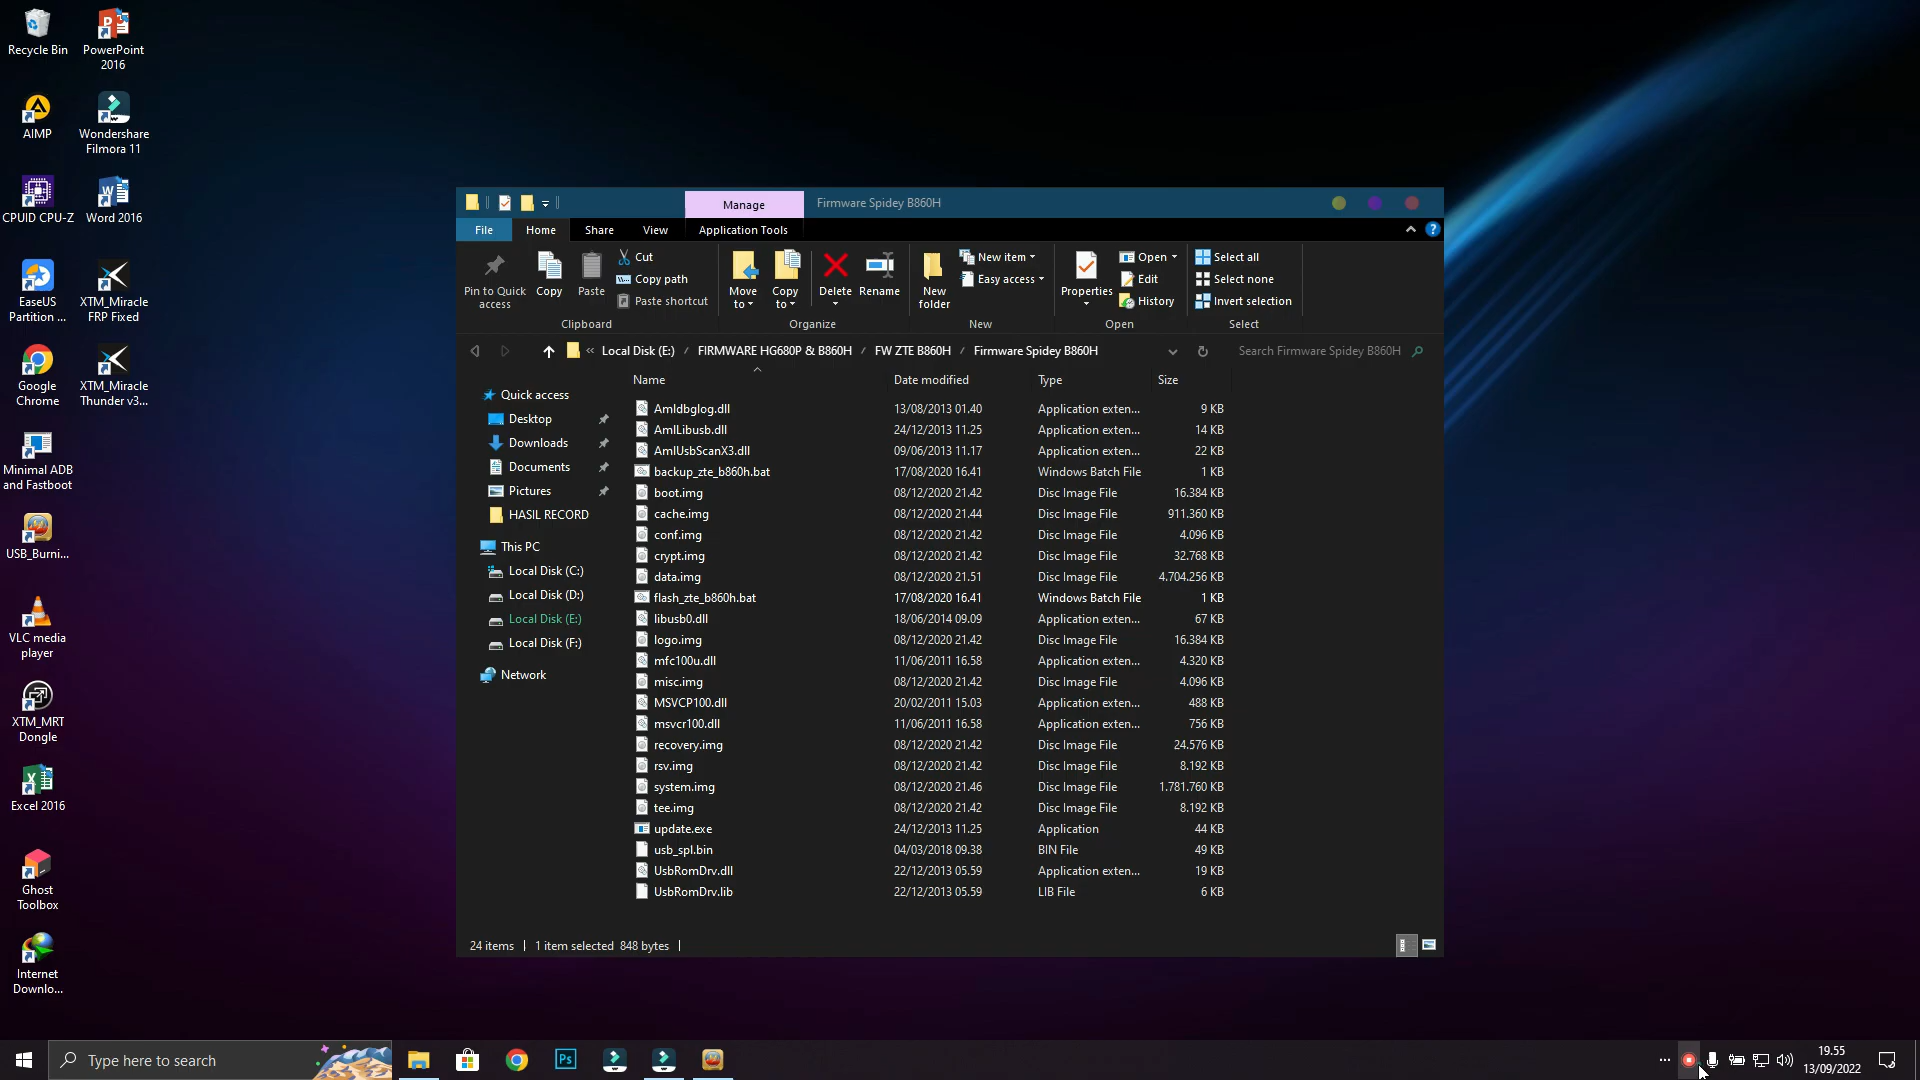 Recycle Bin
PowerPoint
2016
AIMP
Wondershare
Filmora 11
CPUID CPU-Z
Word 2016
EaseUS
Partition ...
XTM_Miracle
FRP Fixed
Google
Chrome
XTM_Miracle
Thunder v3...
Minimal ADB
and Fastboot
USB_Burni...
VLC media
player
XTM_MRT
Dongle
Excel 2016
Ghost
Toolbox
Internet
Downlo...
Manage
Firmware Spidey B860H
File Home Share View Application Tools
Pin to Quick
access
Copy
Paste
Cut
Copy path
Paste shortcut
Clipboard
Move
to
Copy
to
Delete
Rename
Organize
New
folder
New item
Easy access
New
Properties
Open
Edit
History
Open
Select all
Select none
Invert selection
Select
« Local Disk (E:) / FIRMWARE HG680P & B860H / FW ZTE B860H / Firmware Spidey B860H
Search Firmware Spidey B860H
Quick access
Desktop
Downloads
Documents
Pictures
HASIL RECORD
This PC
Local Disk (C:)
Local Disk (D:)
Local Disk (E:)
Local Disk (F:)
Network
Name Date modified Type Size
Amldbglog.dll 13/08/2013 01.40 Application exten... 9 KB
AmlLibusb.dll 24/12/2013 11.25 Application exten... 14 KB
AmlUsbScanX3.dll 09/06/2013 11.17 Application exten... 22 KB
backup_zte_b860h.bat 17/08/2020 16.41 Windows Batch File 1 KB
boot.img 08/12/2020 21.42 Disc Image File 16.384 KB
cache.img 08/12/2020 21.44 Disc Image File 911.360 KB
conf.img 08/12/2020 21.42 Disc Image File 4.096 KB
crypt.img 08/12/2020 21.42 Disc Image File 32.768 KB
data.img 08/12/2020 21.51 Disc Image File 4.704.256 KB
flash_zte_b860h.bat 17/08/2020 16.41 Windows Batch File 1 KB
libusb0.dll 18/06/2014 09.09 Application exten... 67 KB
logo.img 08/12/2020 21.42 Disc Image File 16.384 KB
mfc100u.dll 11/06/2011 16.58 Application exten... 4.320 KB
misc.img 08/12/2020 21.42 Disc Image File 4.096 KB
MSVCP100.dll 20/02/2011 15.03 Application exten... 488 KB
msvcr100.dll 11/06/2011 16.58 Application exten... 756 KB
recovery.img 08/12/2020 21.42 Disc Image File 24.576 KB
rsv.img 08/12/2020 21.42 Disc Image File 8.192 KB
system.img 08/12/2020 21.46 Disc Image File 1.781.760 KB
tee.img 08/12/2020 21.42 Disc Image File 8.192 KB
update.exe 24/12/2013 11.25 Application 44 KB
usb_spl.bin 04/03/2018 09.38 BIN File 49 KB
UsbRomDrv.dll 22/12/2013 05.59 Application exten... 19 KB
UsbRomDrv.lib 22/12/2013 05.59 LIB File 6 KB
24 items 1 item selected 848 bytes
Type here to search
Ps
19.55
13/09/2022